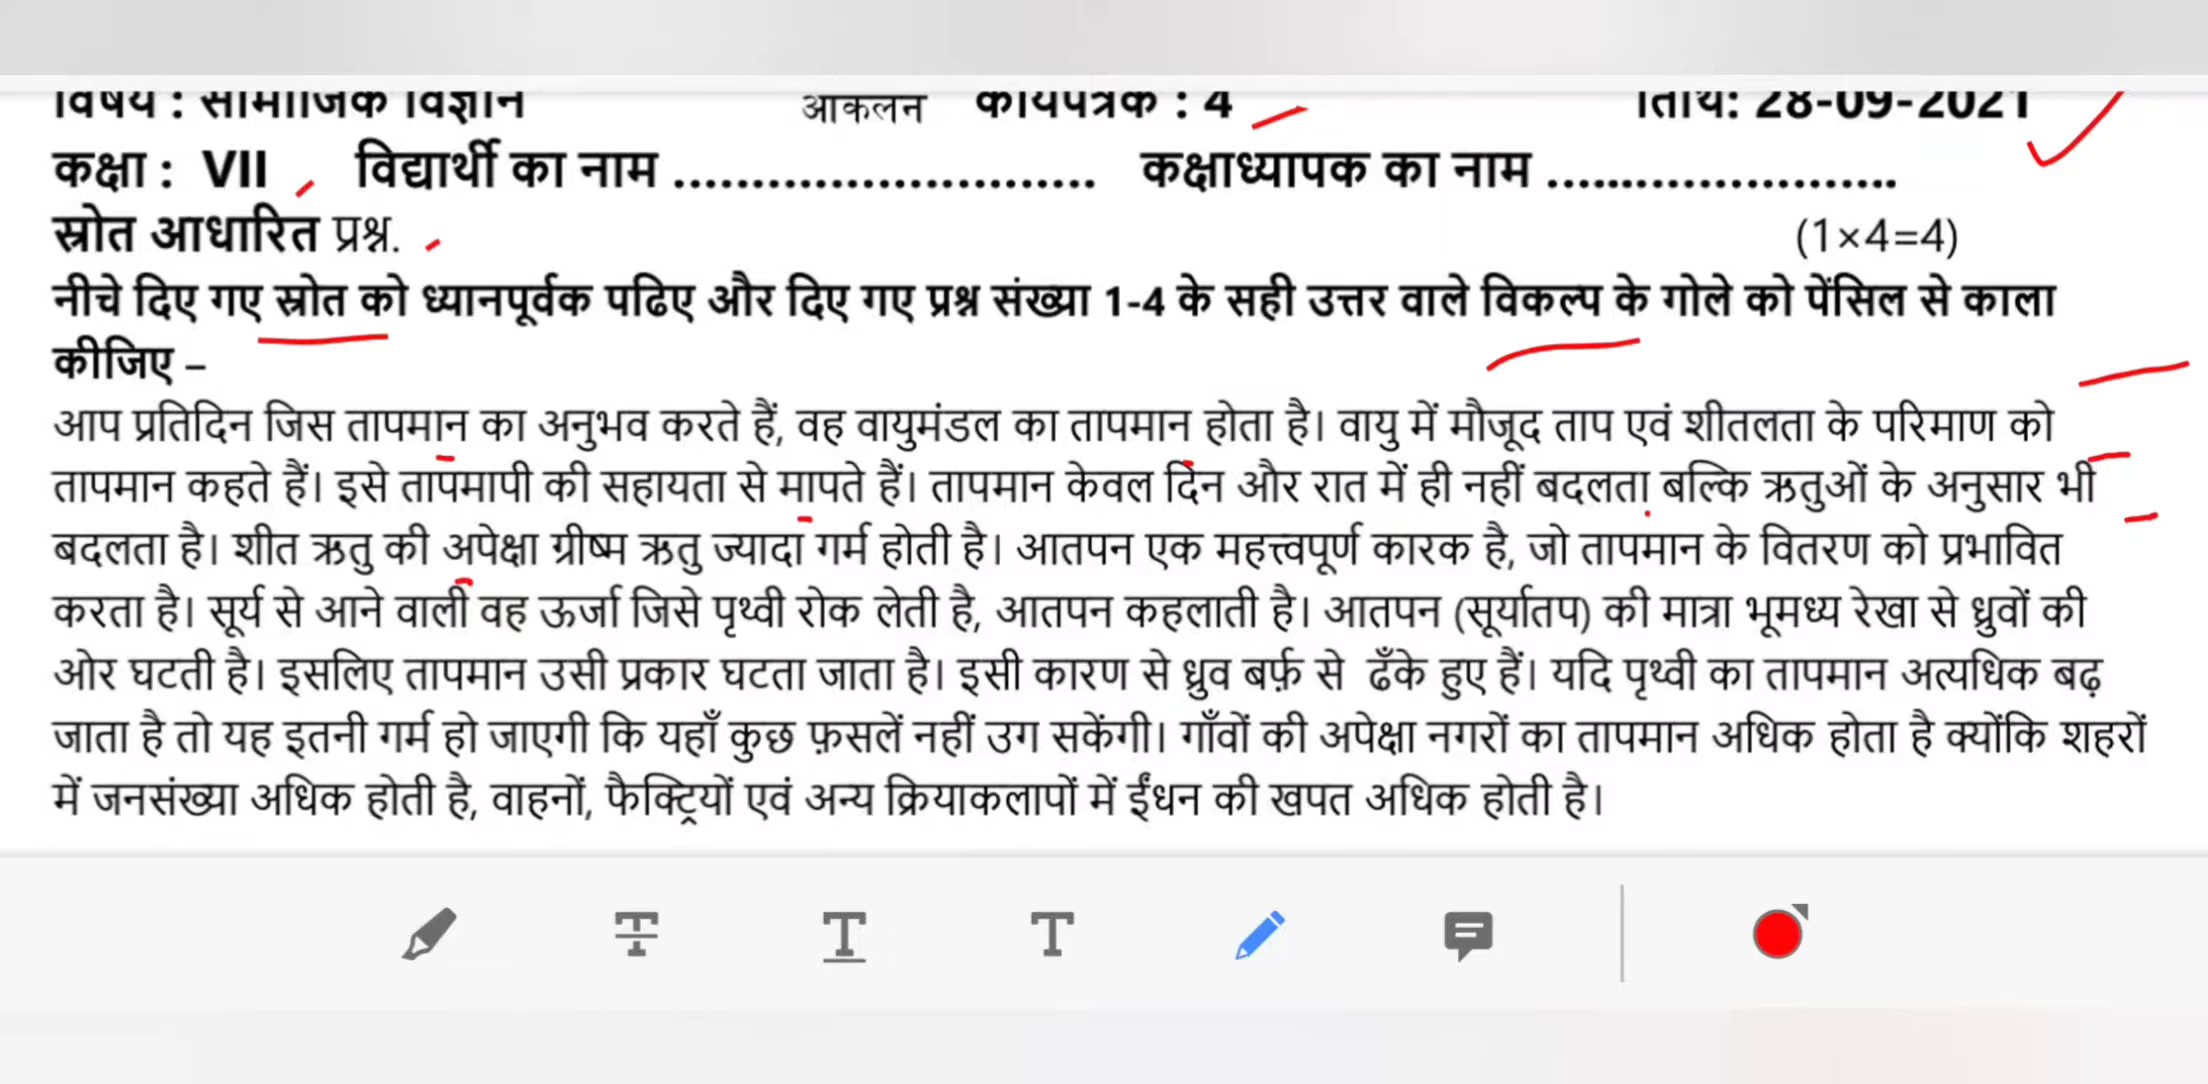 विषय : सामाजिक विज्ञान आकलन कार्यपत्रक : 4 तिथि: 28-09-2021
कक्षा : VII विद्यार्थी का नाम ............................ कक्षाध्यापक का नाम .......................
स्रोत आधारित प्रश्न. (1×4=4)
नीचे दिए गए स्रोत को ध्यानपूर्वक पढिए और दिए गए प्रश्न संख्या 1-4 के सही उत्तर वाले विकल्प के गोले को पेंसिल से काला
कीजिए –
आप प्रतिदिन जिस तापमान का अनुभव करते हैं, वह वायुमंडल का तापमान होता है। वायु में मौजूद ताप एवं शीतलता के परिमाण को
तापमान कहते हैं। इसे तापमापी की सहायता से मापते हैं। तापमान केवल दिन और रात में ही नहीं बदलता बल्कि ऋतुओं के अनुसार भी
बदलता है। शीत ऋतु की अपेक्षा ग्रीष्म ऋतु ज्यादा गर्म होती है। आतपन एक महत्त्वपूर्ण कारक है, जो तापमान के वितरण को प्रभावित
करता है। सूर्य से आने वाली वह ऊर्जा जिसे पृथ्वी रोक लेती है, आतपन कहलाती है। आतपन (सूर्यातप) की मात्रा भूमध्य रेखा से ध्रुवों की
ओर घटती है। इसलिए तापमान उसी प्रकार घटता जाता है। इसी कारण से ध्रुव बर्फ़ से ढँके हुए हैं। यदि पृथ्वी का तापमान अत्यधिक बढ़
जाता है तो यह इतनी गर्म हो जाएगी कि यहाँ कुछ फ़सलें नहीं उग सकेंगी। गाँवों की अपेक्षा नगरों का तापमान अधिक होता है क्योंकि शहरों
में जनसंख्या अधिक होती है, वाहनों, फैक्ट्रियों एवं अन्य क्रियाकलापों में ईंधन की खपत अधिक होती है।